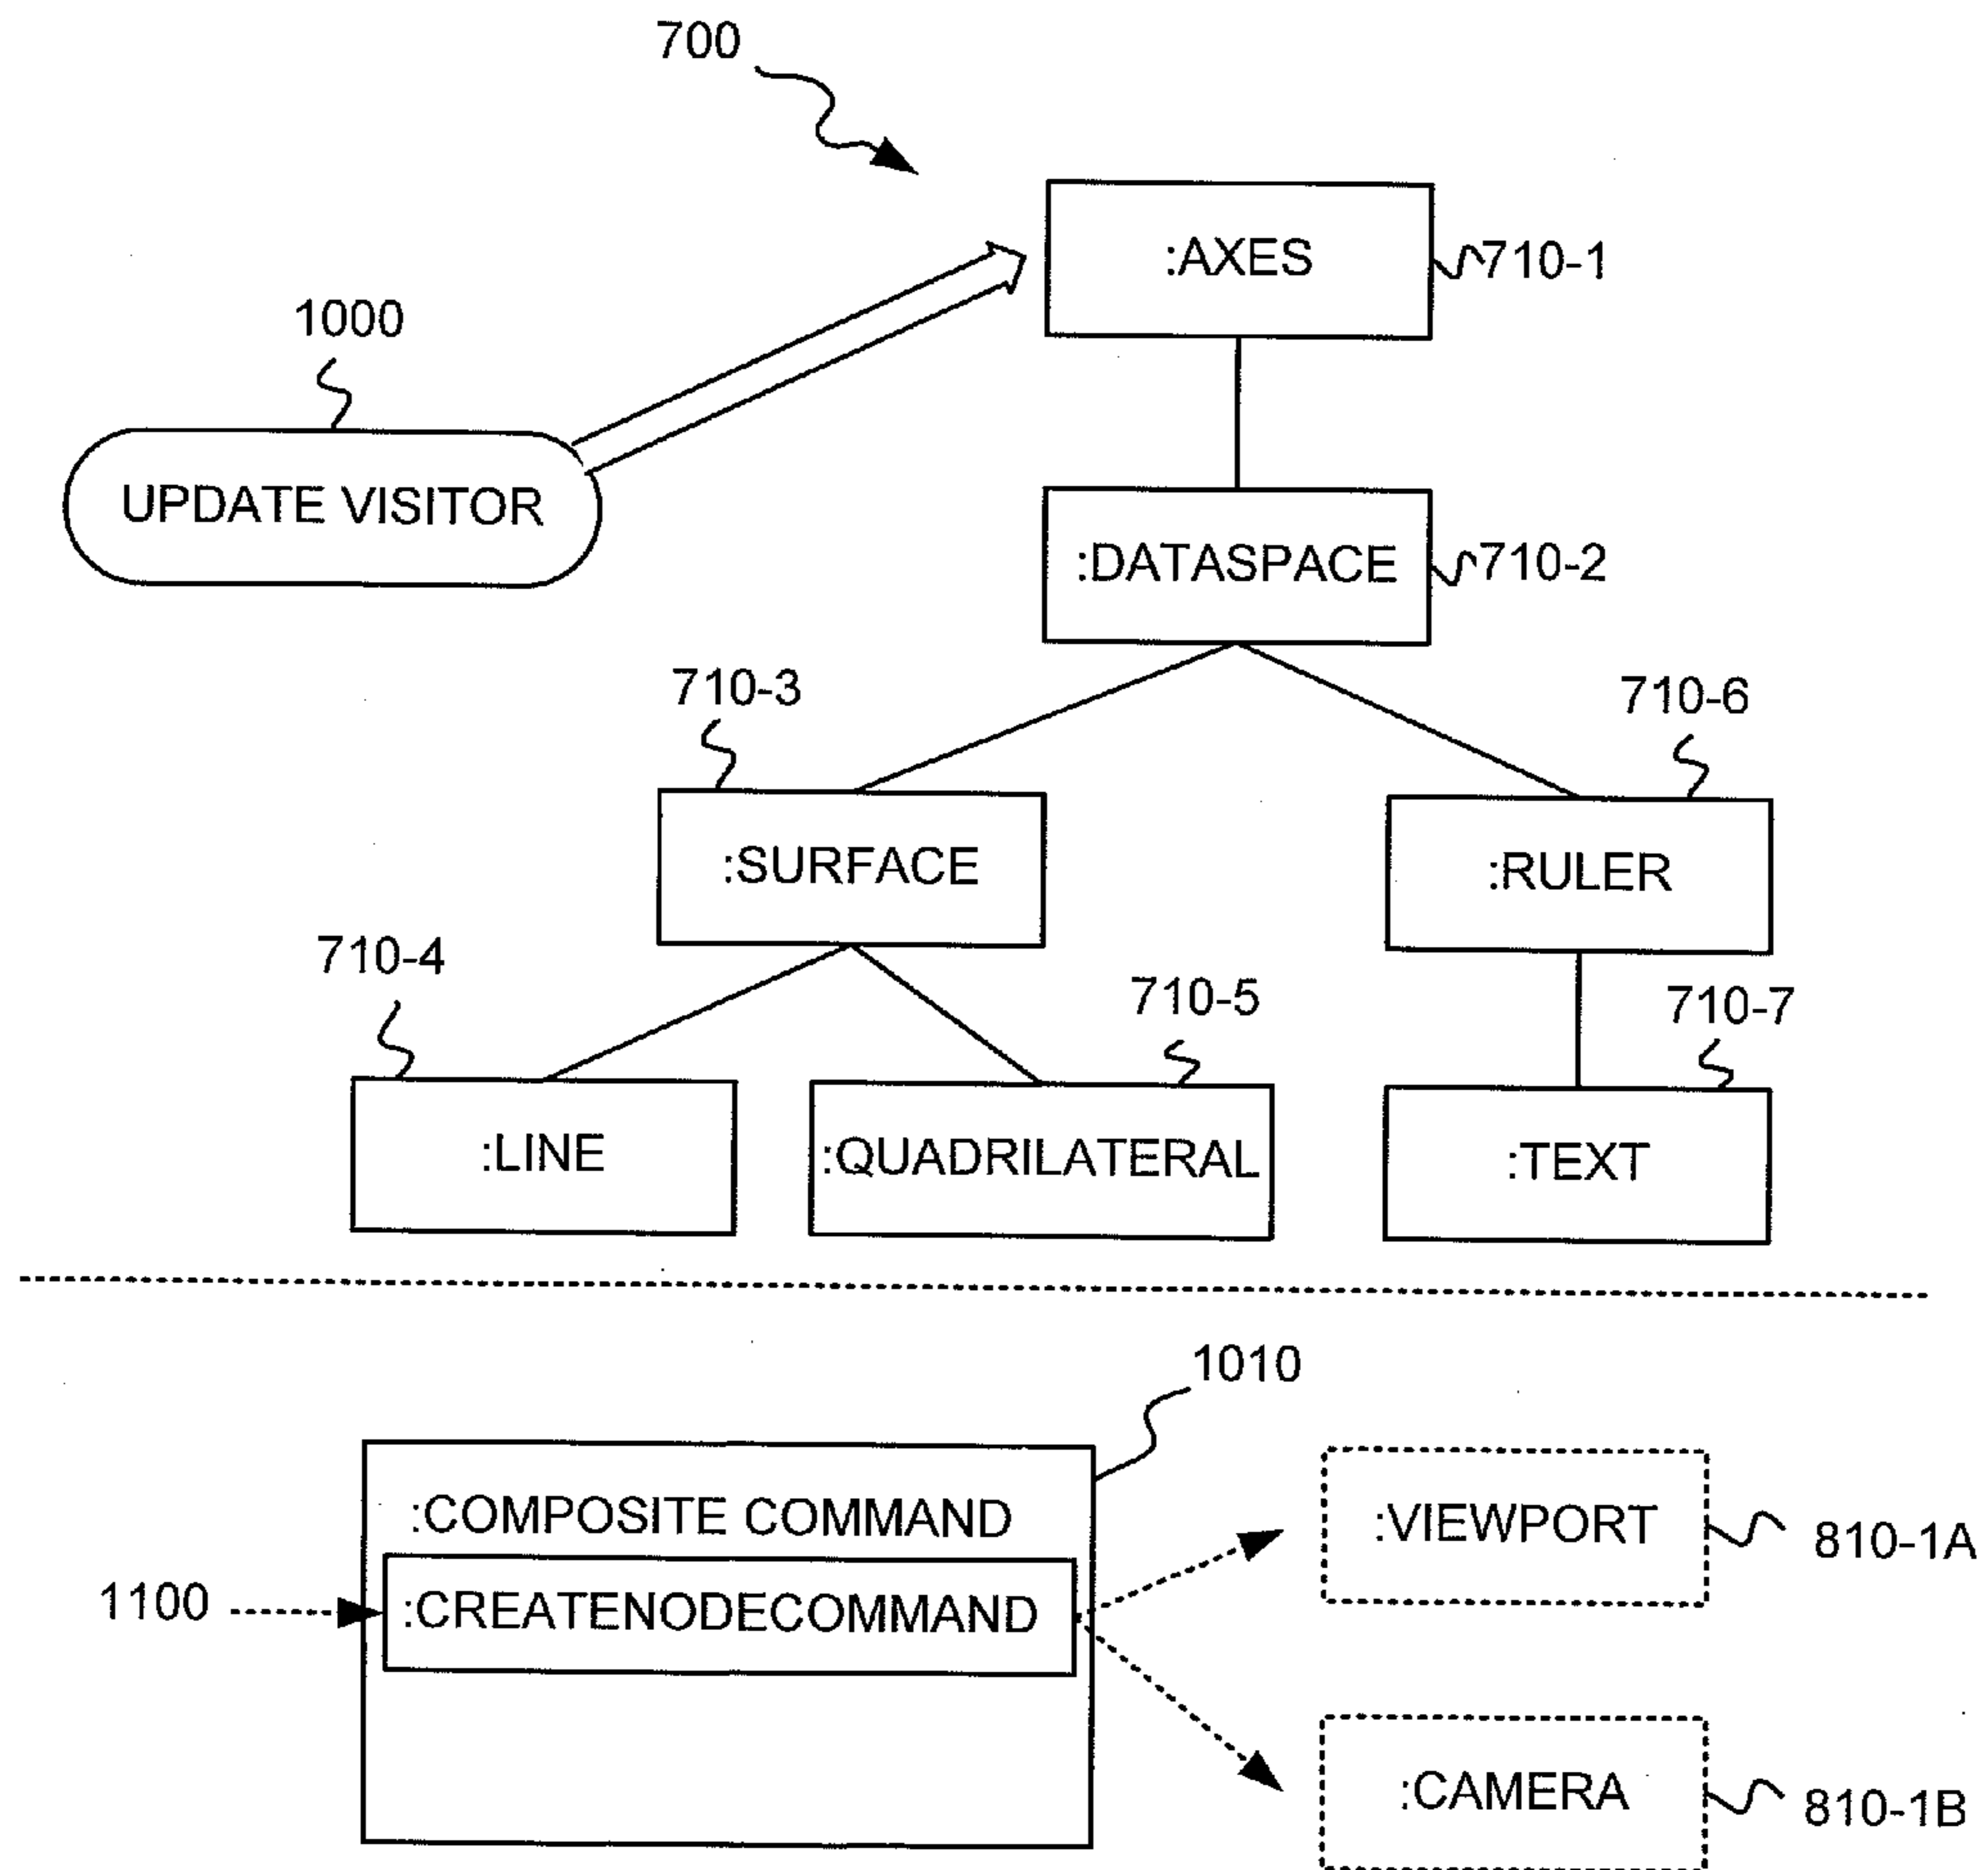 700
:AXES
710-1
1000
UPDATE VISITOR
:DATASPACE
710-2
710-3
710-6
:SURFACE
:RULER
710-4
710-5
710-7
:LINE
:QUADRILATERAL
:TEXT
1010
:COMPOSITE COMMAND
:VIEWPORT
810-1A
1100
:CREATENODECOMMAND
:CAMERA
810-1B